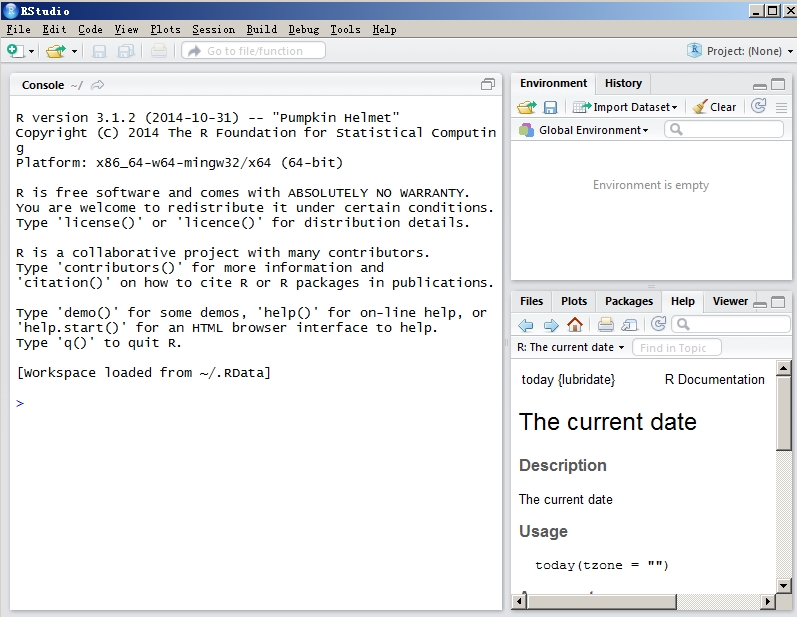 RStudio
File Edit Code View Plots Session Build Debug Tools Help
Go to file/function
Project: (None)
Console ~/
R version 3.1.2 (2014-10-31) -- "Pumpkin Helmet"
Copyright (C) 2014 The R Foundation for Statistical Computin
g
Platform: x86_64-w64-mingw32/x64 (64-bit)
R is free software and comes with ABSOLUTELY NO WARRANTY.
You are welcome to redistribute it under certain conditions.
Type 'license()' or 'licence()' for distribution details.
R is a collaborative project with many contributors.
Type 'contributors()' for more information and
'citation()' on how to cite R or R packages in publications.
Type 'demo()' for some demos, 'help()' for on-line help, or
'help.start()' for an HTML browser interface to help.
Type 'q()' to quit R.
[Workspace loaded from ~/.RData]
>
Environment History
Import Dataset Clear
Global Environment
Environment is empty
Files Plots Packages Help Viewer
R: The current date Find in Topic
today {lubridate} R Documentation
The current date
Description
The current date
Usage
today(tzone = "")